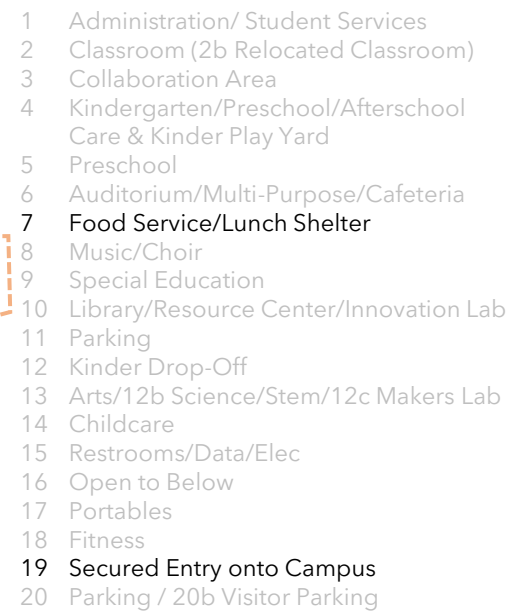 1 Administration/ Student Services
2 Classroom (2b Relocated Classroom)
3 Collaboration Area
4 Kindergarten/Preschool/Afterschool
Care & Kinder Play Yard
5 Preschool
6 Auditorium/Multi-Purpose/Cafeteria
7 Food Service/Lunch Shelter
8 Music/Choir
9 Special Education
10 Library/Resource Center/Innovation Lab
11 Parking
12 Kinder Drop-Off
13 Arts/12b Science/Stem/12c Makers Lab
14 Childcare
15 Restrooms/Data/Elec
16 Open to Below
17 Portables
18 Fitness
19 Secured Entry onto Campus
20 Parking / 20b Visitor Parking